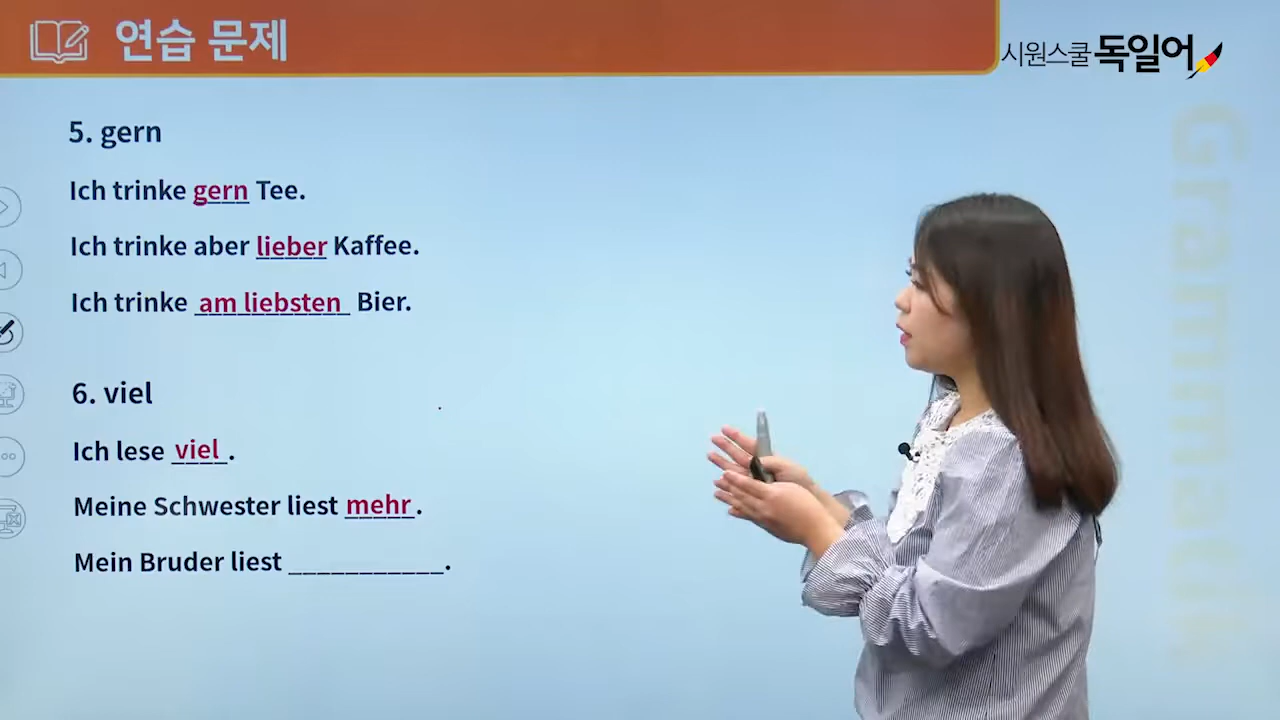 연습 문제
시원스쿨 독일어
5. gern
Ich trinke gern Tee.
Ich trinke aber lieber Kaffee.
Ich trinke am liebsten Bier.
6. viel
Ich lese viel.
Meine Schwester liest mehr.
Mein Bruder liest ___________.
Grammatik